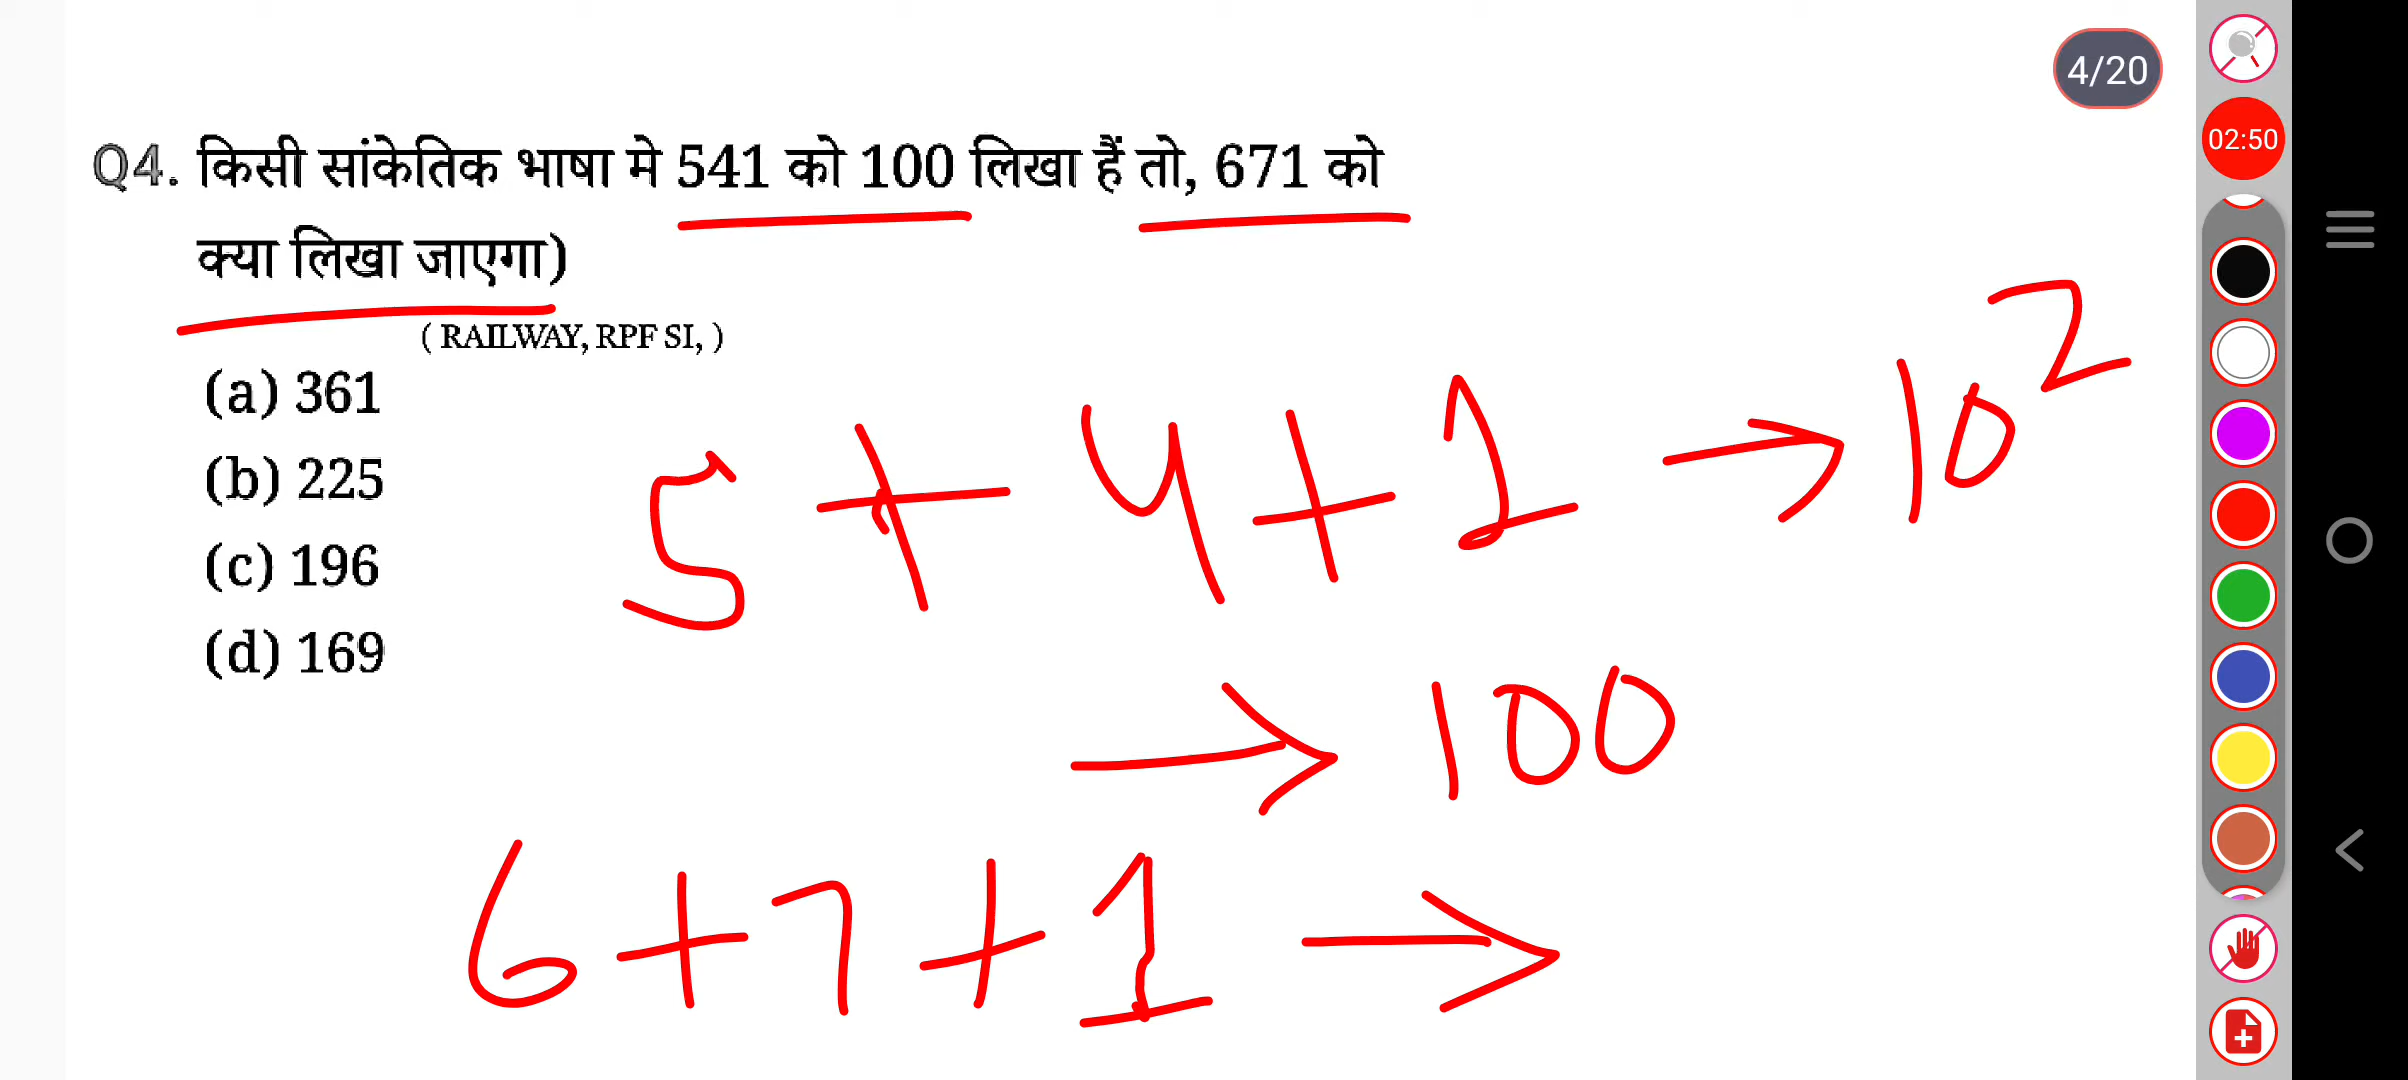 4/20
02:50
Q4. किसी सांकेतिक भाषा मे 541 को 100 लिखा हैं तो, 671 को
क्या लिखा जाएगा)
( RAILWAY, RPF SI, )
(a) 361
(b) 225
(c) 196
(d) 169
5 + 4 + 1 → 10²
→ 100
6 + 7 + 1 →